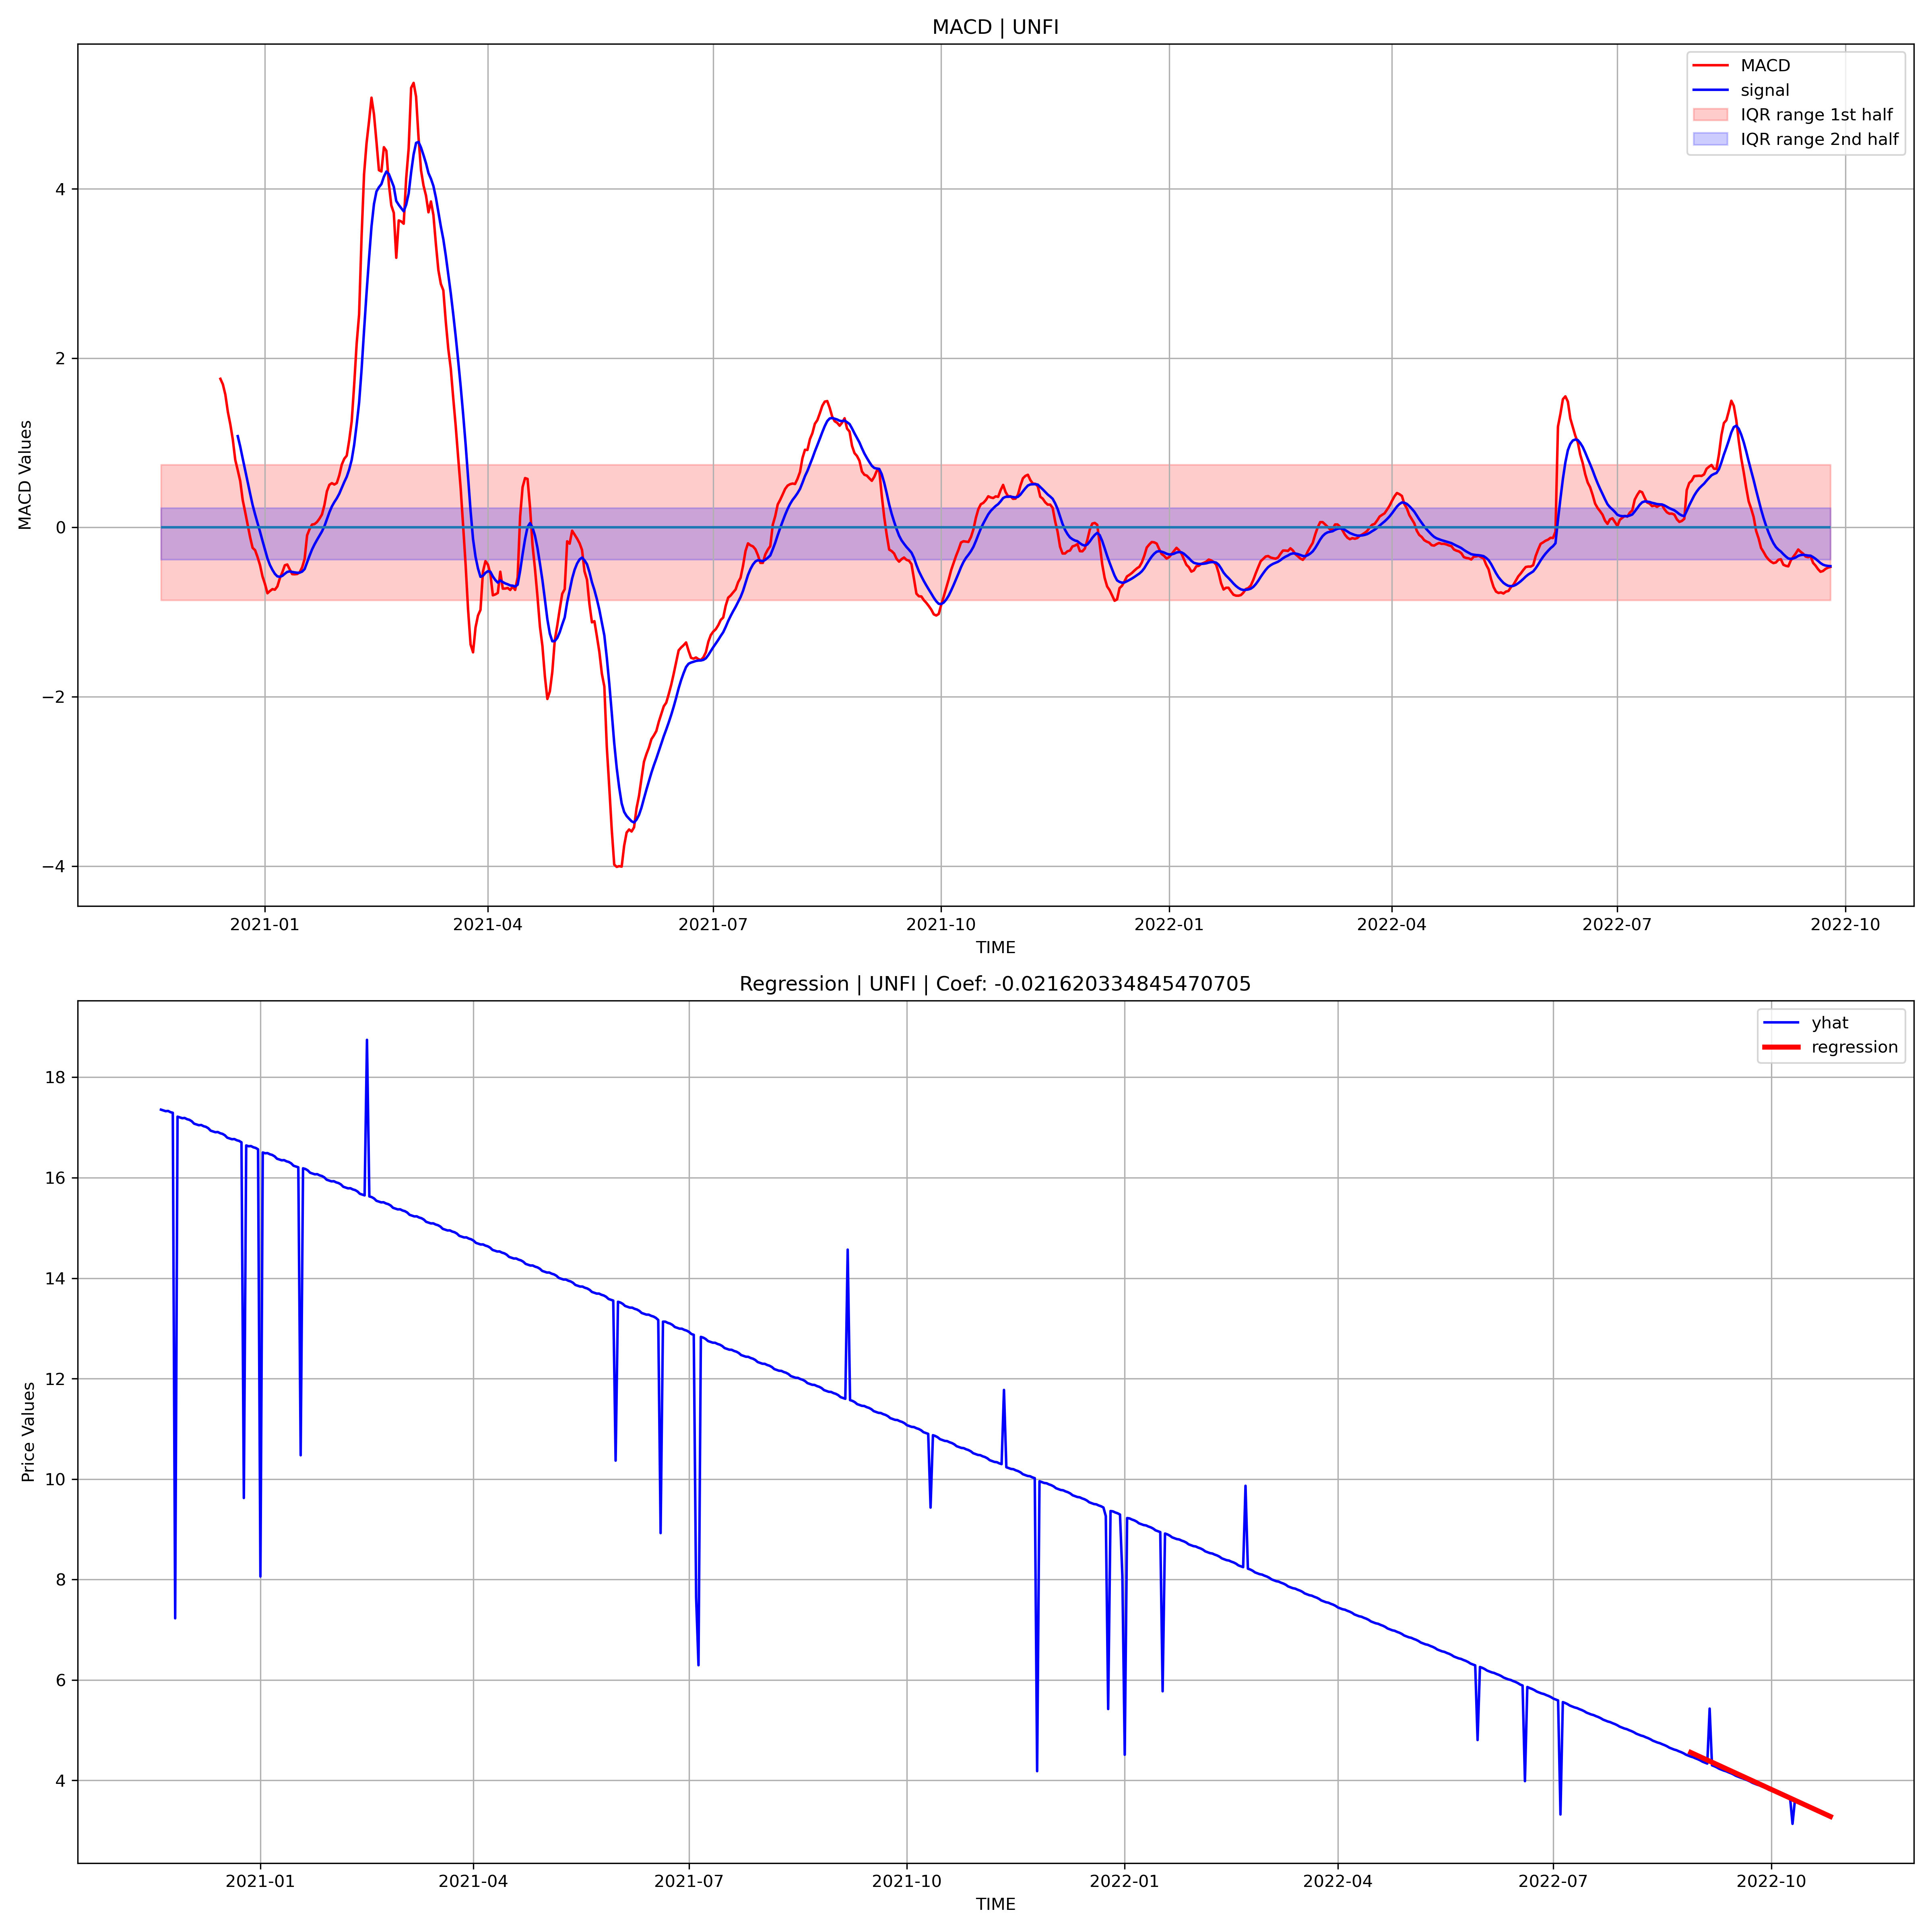 MACD | UNFI
MACD
signal
IQR range 1st half
IQR range 2nd half
MACD Values
4
2
0
−2
−4
2021-01 2021-04 2021-07 2021-10 2022-01 2022-04 2022-07 2022-10
TIME
Regression | UNFI | Coef: -0.021620334845470705
yhat
regression
Price Values
18
16
14
12
10
8
6
4
2021-01 2021-04 2021-07 2021-10 2022-01 2022-04 2022-07 2022-10
TIME